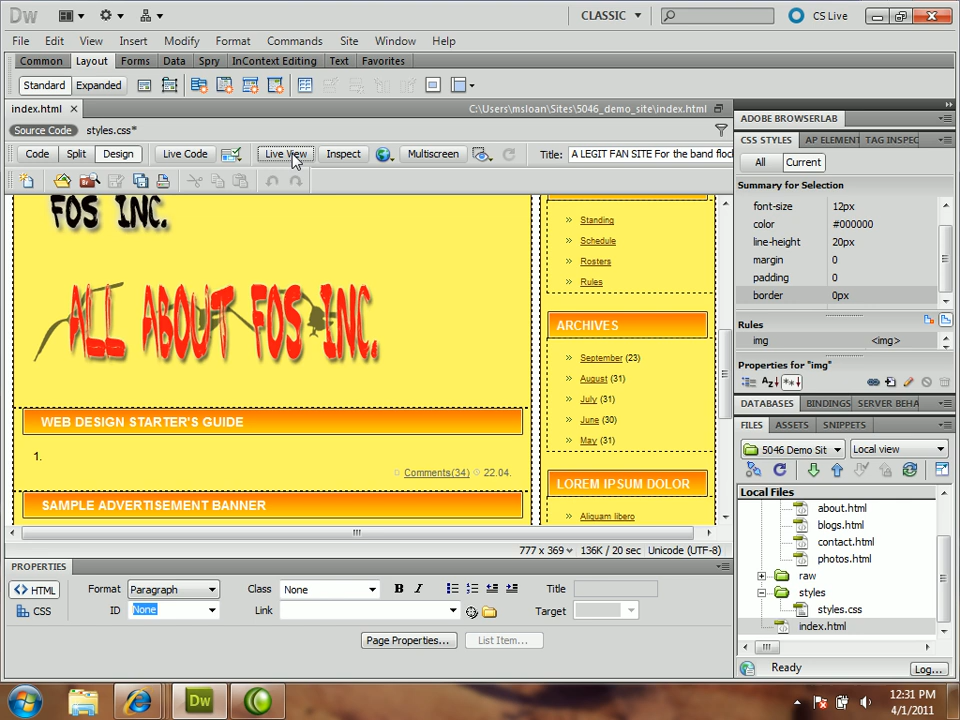 Dw CLASSIC CS Live
File Edit View Insert Modify Format Commands Site Window Help
Common Layout Forms Data Spry InContext Editing Text Favorites
Standard Expanded
index.html C:\Users\msloan\Sites\5046_demo_site\index.html
Source Code styles.css*
Code Split Design Live Code Live View Inspect Multiscreen Title: A LEGIT FAN SITE For the band floc
FOS INC.
ALL ABOUT FOS INC.
WEB DESIGN STARTER'S GUIDE
1.
Comments(34) 22.04.
SAMPLE ADVERTISEMENT BANNER
Standing
Schedule
Rosters
Rules
ARCHIVES
September (23)
August (31)
July (31)
June (30)
May (31)
LOREM IPSUM DOLOR
Aliquam libero
777 x 369 136K / 20 sec Unicode (UTF-8)
PROPERTIES
HTML Format Paragraph Class None B I Title
CSS ID None Link Target
Page Properties... List Item...
ADOBE BROWSERLAB
CSS STYLES AP ELEMENT TAG INSPEC
All Current
Summary for Selection
font-size 12px
color #000000
line-height 20px
margin 0
padding 0
border 0px
Rules
img <img>
Properties for "img"
DATABASES BINDINGS SERVER BEHA
FILES ASSETS SNIPPETS
5046 Demo Sit Local view
Local Files
about.html
blogs.html
contact.html
photos.html
raw
styles
styles.css
index.html
Ready Log...
Dw
12:31 PM
4/1/2011